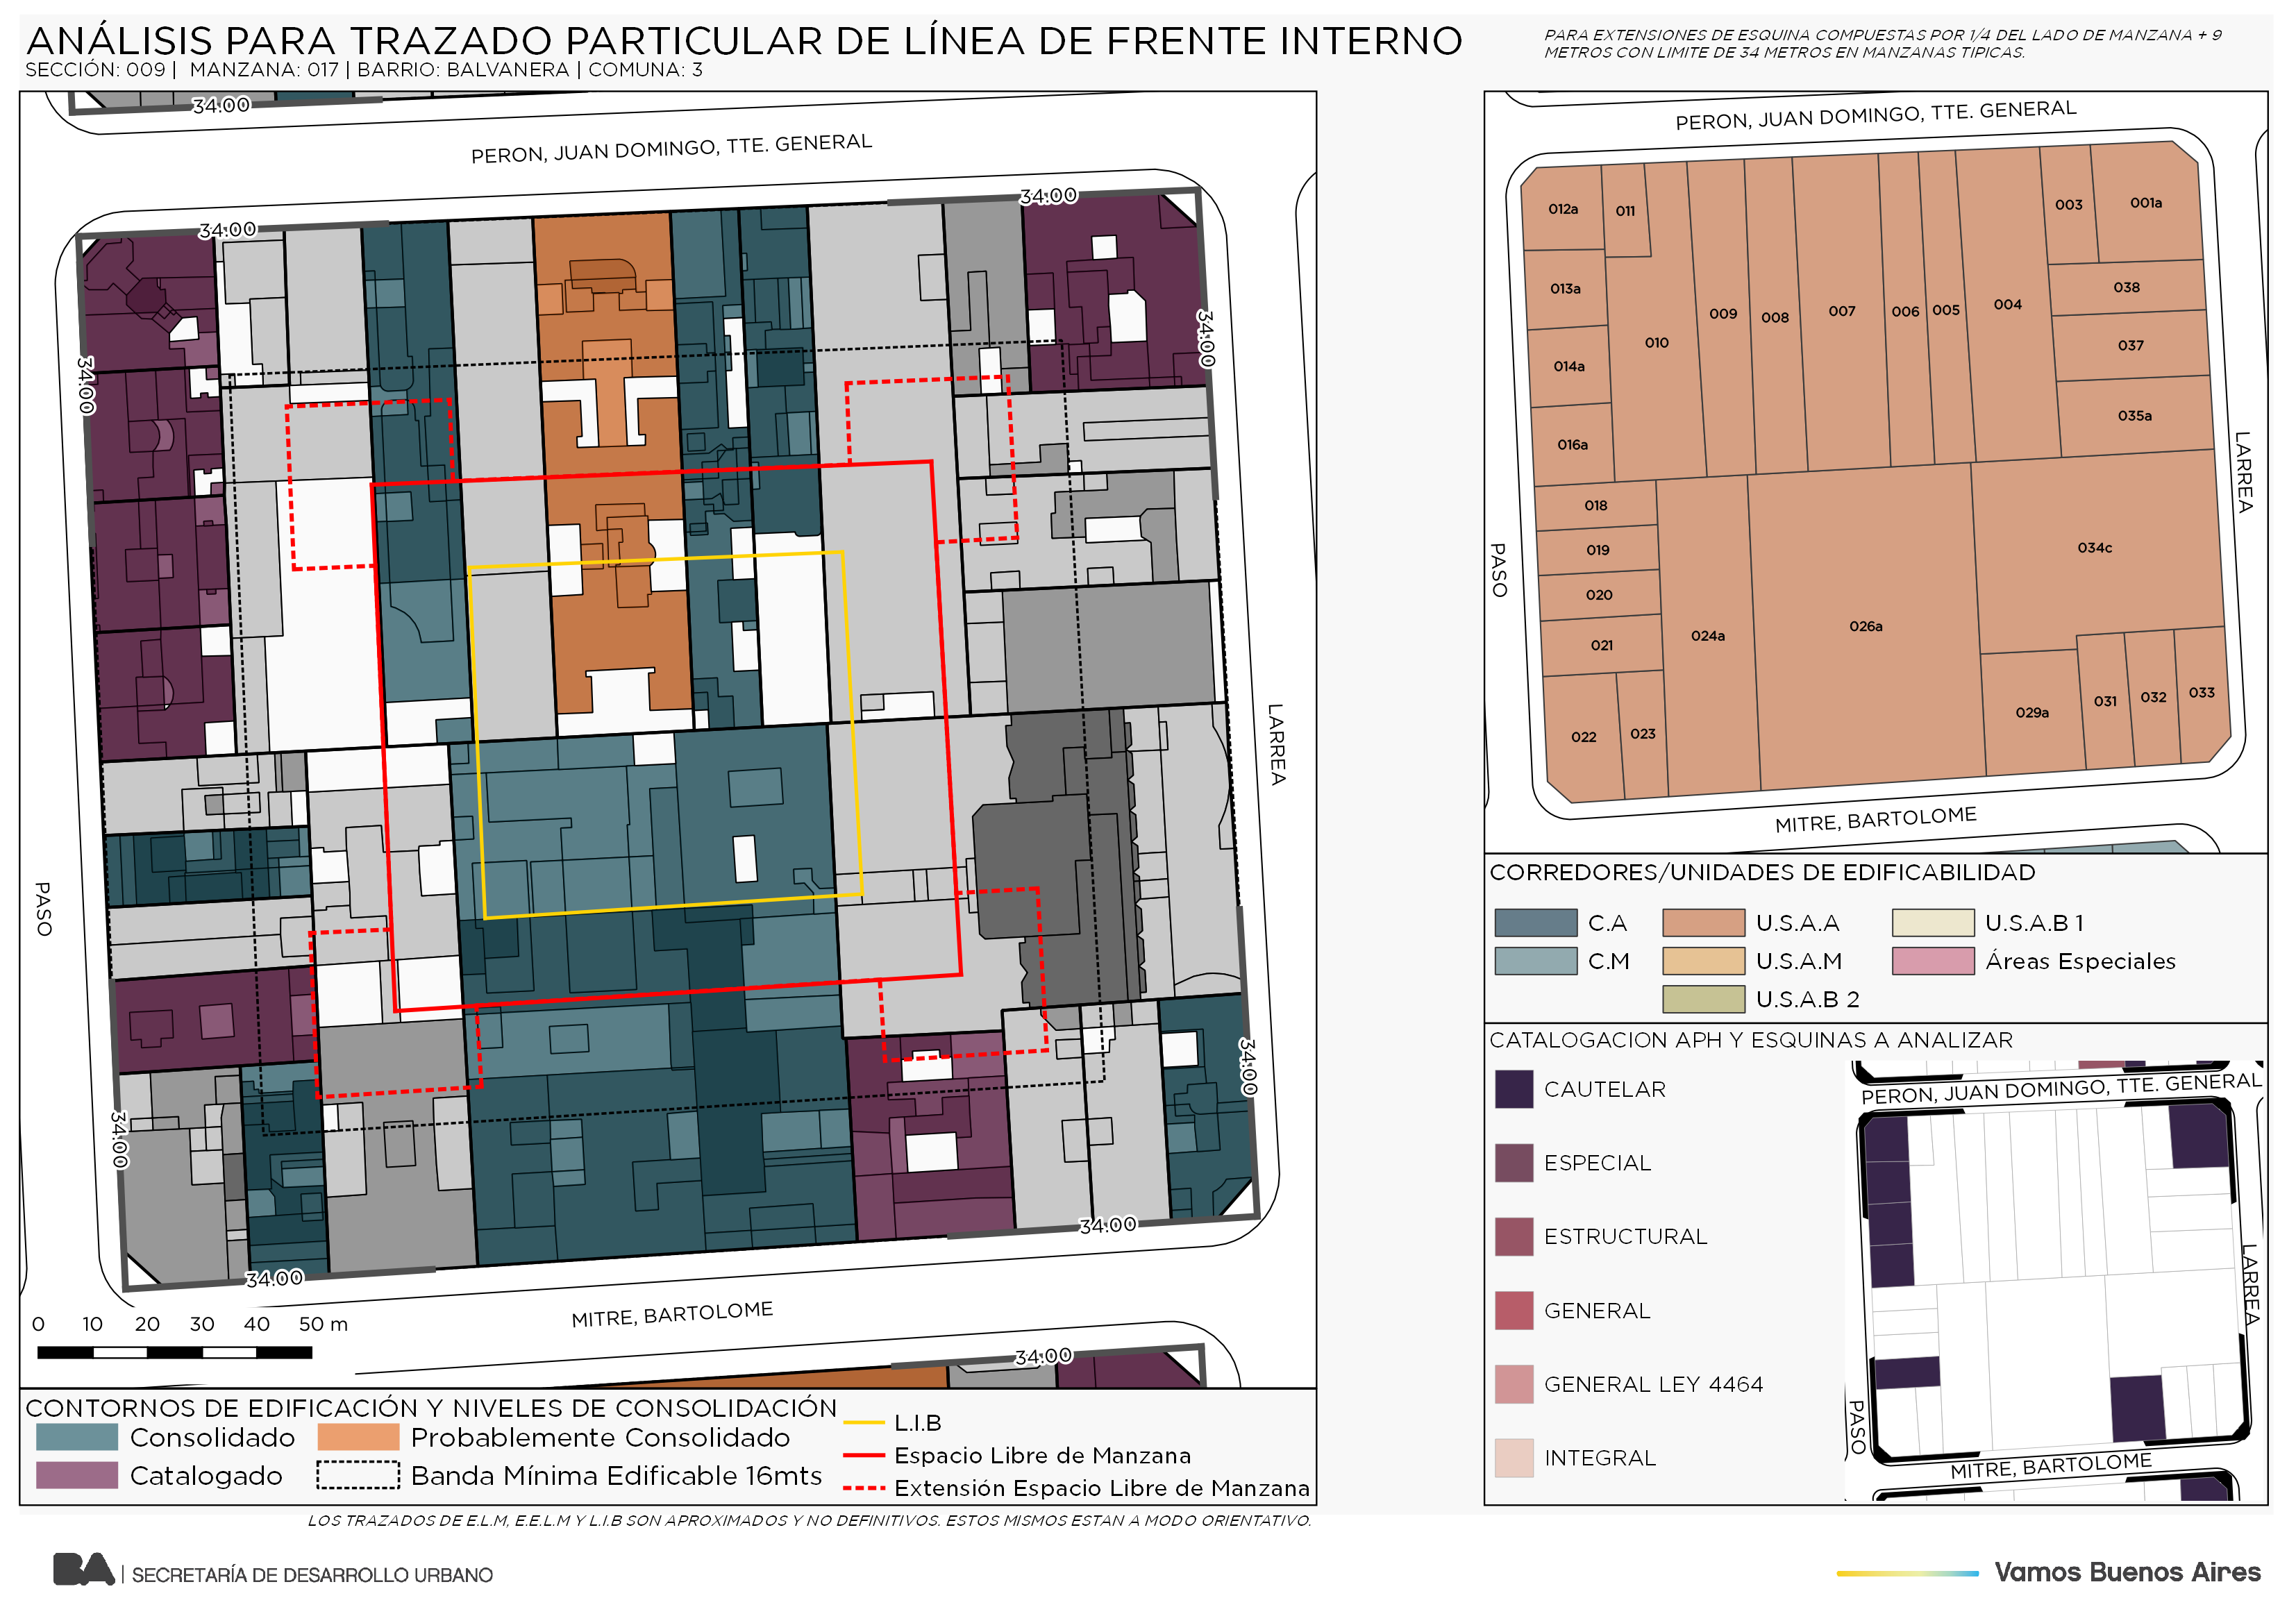 ANÁLISIS PARA TRAZADO PARTICULAR DE LÍNEA DE FRENTE INTERNO
SECCIÓN: 009 | MANZANA: 017 | BARRIO: BALVANERA | COMUNA: 3
PARA EXTENSIONES DE ESQUINA COMPUESTAS POR 1/4 DEL LADO DE MANZANA + 9
METROS CON LIMITE DE 34 METROS EN MANZANAS TIPICAS.
34.00
PERON, JUAN DOMINGO, TTE. GENERAL
34.00
34.00
34.00
34.00
LARREA
PASO
34.00
34.00
34.00
34.00
MITRE, BARTOLOME
0 10 20 30 40 50 m
34.00
CONTORNOS DE EDIFICACIÓN Y NIVELES DE CONSOLIDACIÓN
Consolidado
Probablemente Consolidado
Catalogado
Banda Mínima Edificable 16mts
L.I.B
Espacio Libre de Manzana
Extensión Espacio Libre de Manzana
PERON, JUAN DOMINGO, TTE. GENERAL
012a
011
003
001a
013a
038
009
008
007
006
005
004
010
037
014a
035a
016a
LARREA
018
019
034c
PASO
020
021
024a
026a
022
023
029a
031
032
033
MITRE, BARTOLOME
CORREDORES/UNIDADES DE EDIFICABILIDAD
C.A
U.S.A.A
U.S.A.B 1
C.M
U.S.A.M
Áreas Especiales
U.S.A.B 2
CATALOGACION APH Y ESQUINAS A ANALIZAR
CAUTELAR
ESPECIAL
ESTRUCTURAL
GENERAL
GENERAL LEY 4464
INTEGRAL
PERON, JUAN DOMINGO, TTE. GENERAL
LARREA
PASO
MITRE, BARTOLOME
LOS TRAZADOS DE E.L.M, E.E.L.M Y L.I.B SON APROXIMADOS Y NO DEFINITIVOS. ESTOS MISMOS ESTAN A MODO ORIENTATIVO.
BA | SECRETARÍA DE DESARROLLO URBANO
Vamos Buenos Aires